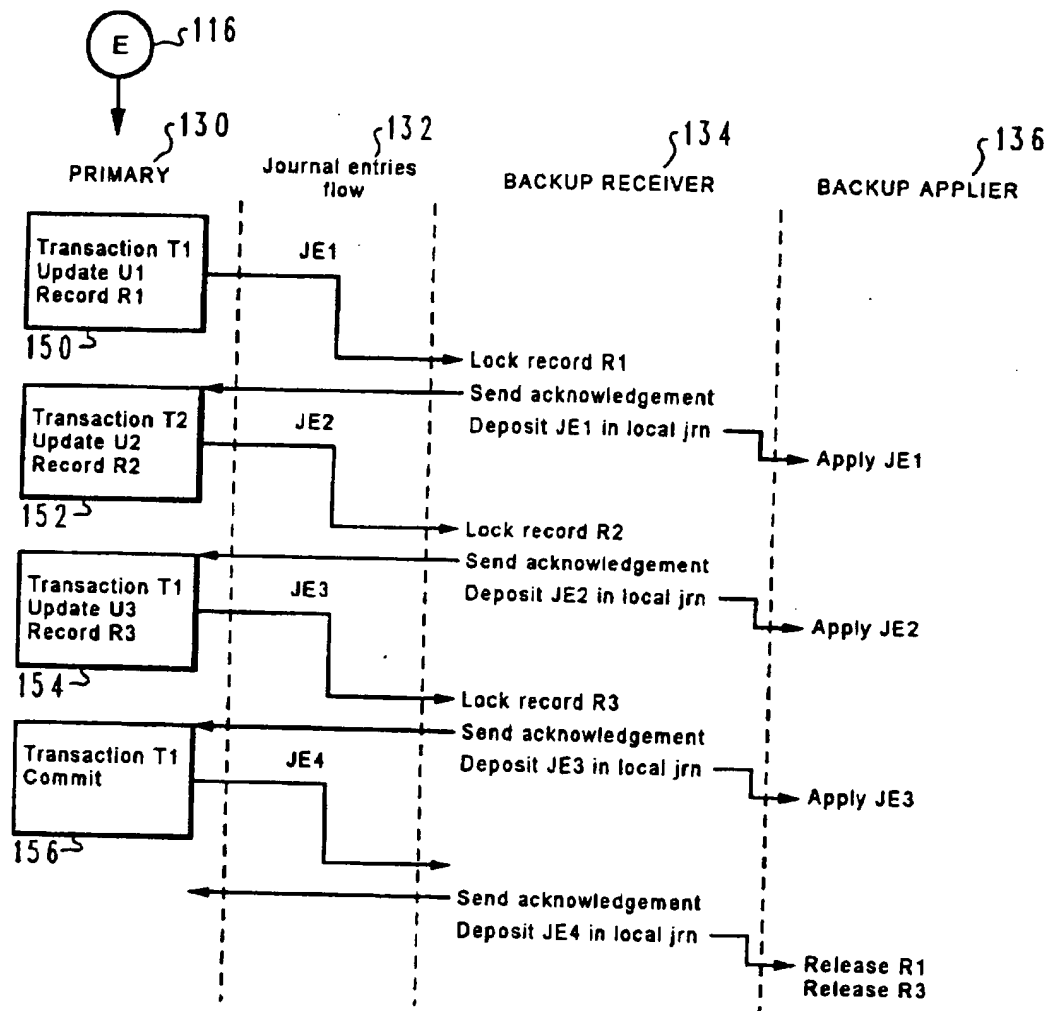 E
116
130
132
134
136
PRIMARY
Journal entries
flow
BACKUP RECEIVER
BACKUP APPLIER
Transaction T1
Update U1
Record R1
150
JE1
Lock record R1
Send acknowledgement
Deposit JE1 in local jrn
Apply JE1
Transaction T2
Update U2
Record R2
152
JE2
Lock record R2
Send acknowledgement
Deposit JE2 in local jrn
Apply JE2
Transaction T1
Update U3
Record R3
154
JE3
Lock record R3
Send acknowledgement
Deposit JE3 in local jrn
Apply JE3
Transaction T1
Commit
156
JE4
Send acknowledgement
Deposit JE4 in local jrn
Release R1
Release R3